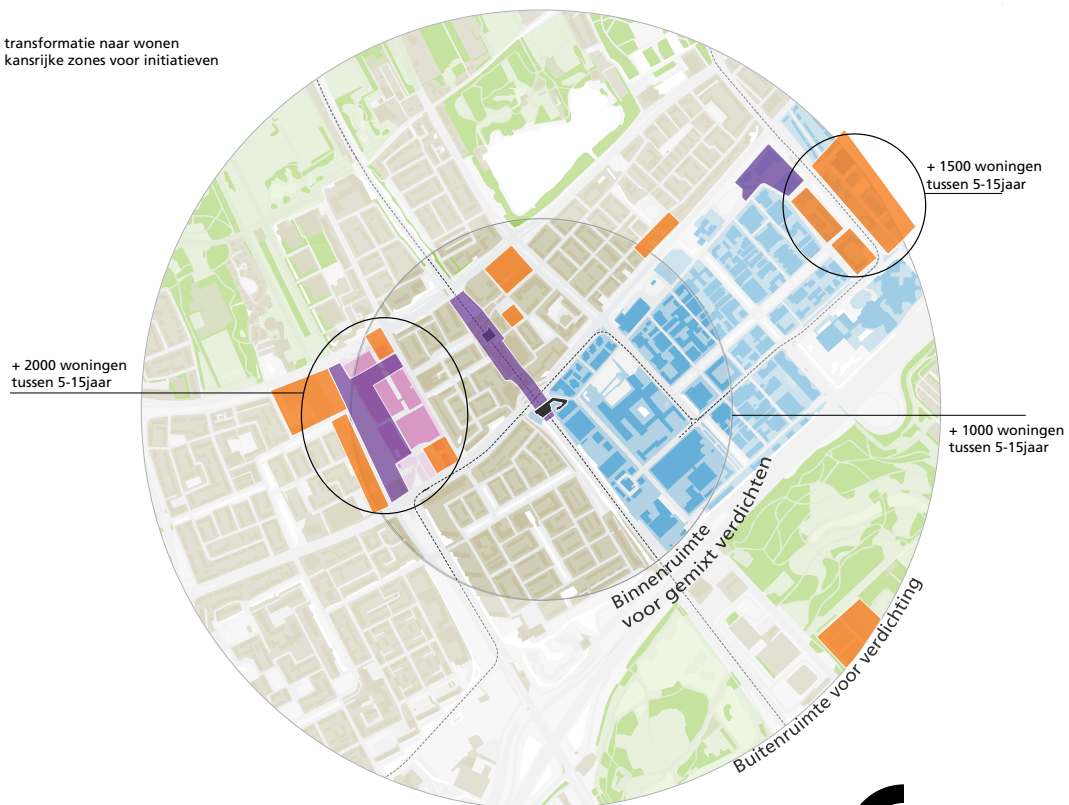 transformatie naar wonen
kansrijke zones voor initiatieven
+ 1500 woningen
tussen 5-15jaar
+ 2000 woningen
tussen 5-15jaar
+ 1000 woningen
tussen 5-15jaar
Binnenruimte
voor gemixt verdichten
Buitenruimte voor verdichting